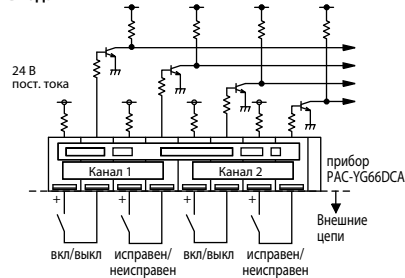 24 В
пост. тока
Канал 1
Канал 2
прибор
PAC-YG66DCA
+
+
+
+
Внешние
цепи
вкл/выкл
исправен/
неисправен
вкл/выкл
исправен/
неисправен